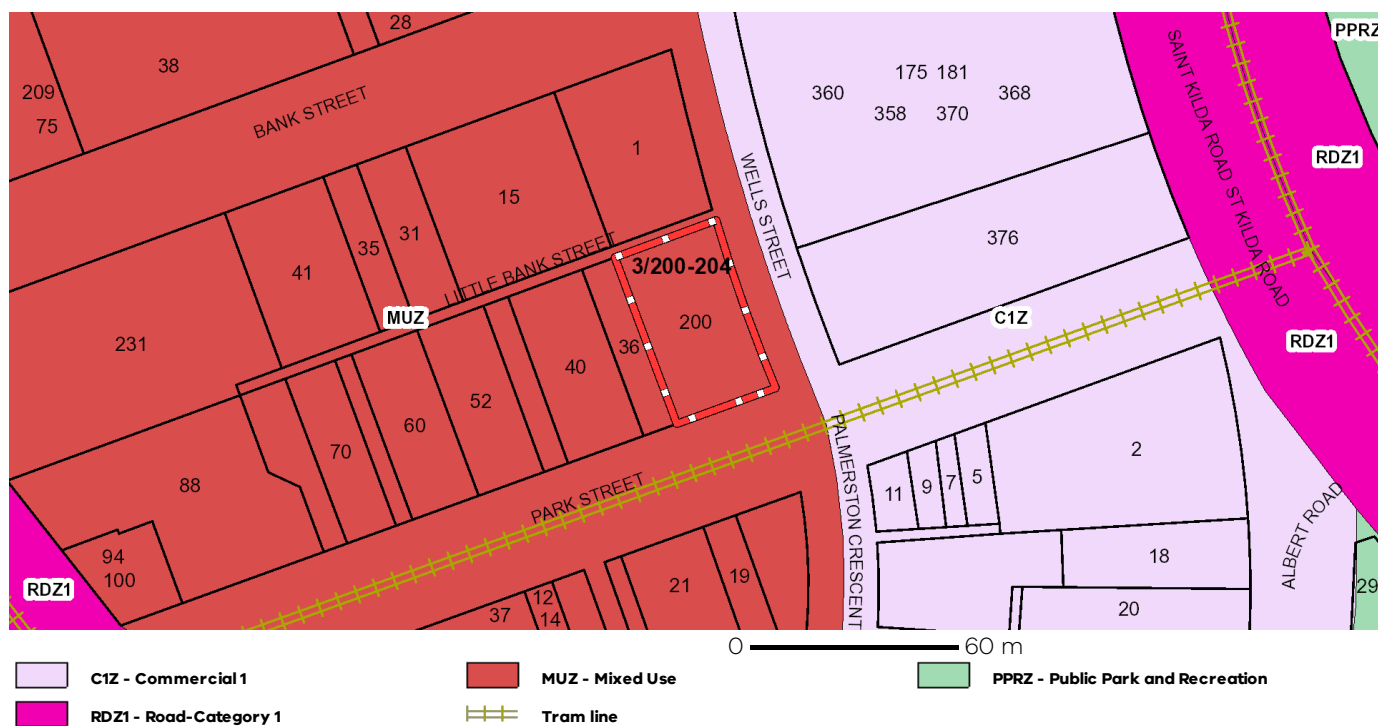 28
38
209
75
BANK STREET
1
15
31
35
41
231
LITTLE BANK STREET
MUZ
3/200-204
200
36
40
52
60
70
88
94
100
RDZ1
PARK STREET
37
12
14
21
19
WELLS STREET
175 181
360 368
358 370
376
C1Z
SAINT KILDA ROAD ST KILDA ROAD
PPRZ
RDZ1
RDZ1
PALMERSTON CRESCENT
11
9
7
5
2
18
20
ALBERT ROAD
29
0 60 m
C1Z - Commercial 1
MUZ - Mixed Use
PPRZ - Public Park and Recreation
RDZ1 - Road-Category 1
Tram line